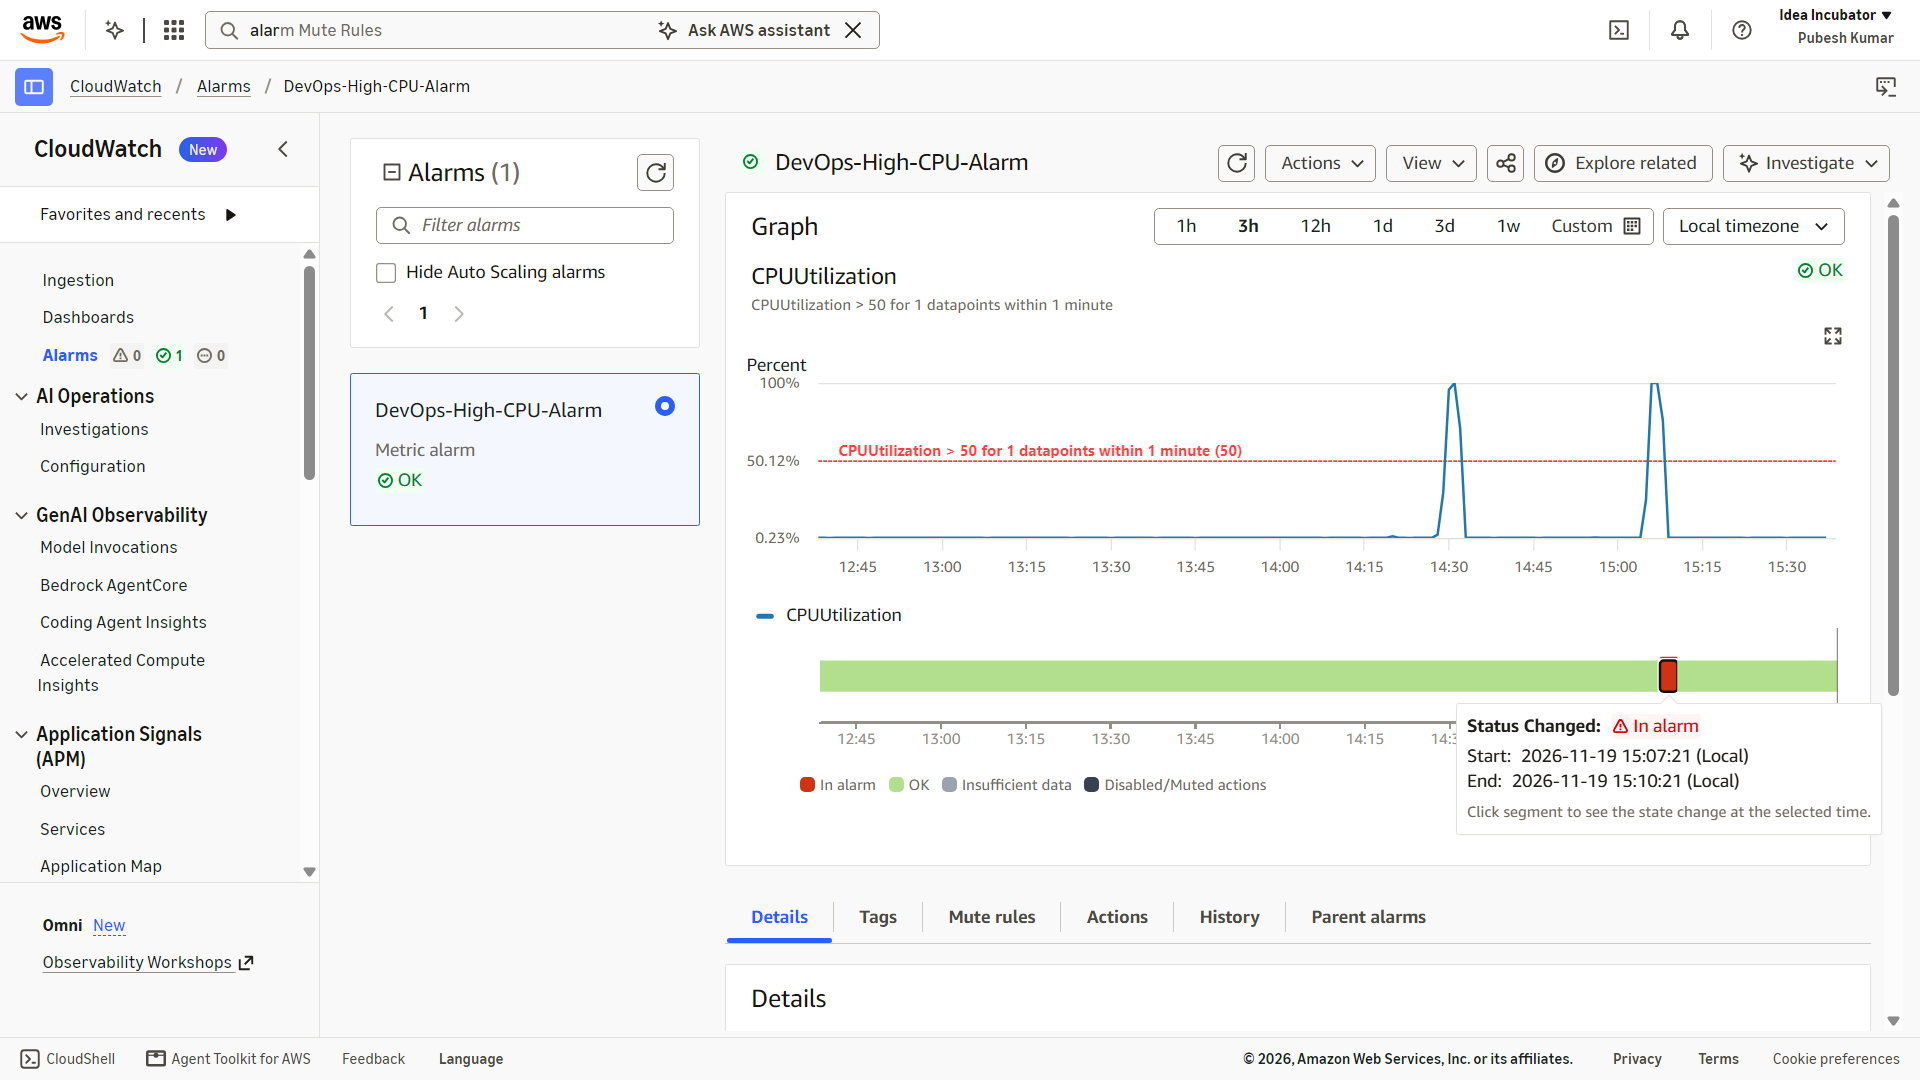 aws
alarm Mute Rules
Ask AWS assistant
Idea Incubator
Pubesh Kumar
CloudWatch / Alarms / DevOps-High-CPU-Alarm
CloudWatch New
Favorites and recents
Ingestion
Dashboards
Alarms 0 1 0
AI Operations
Investigations
Configuration
GenAI Observability
Model Invocations
Bedrock AgentCore
Coding Agent Insights
Accelerated Compute
Insights
Application Signals
(APM)
Overview
Services
Application Map
Omni New
Observability Workshops
Alarms (1)
Filter alarms
Hide Auto Scaling alarms
1
DevOps-High-CPU-Alarm
Metric alarm
OK
DevOps-High-CPU-Alarm
Actions
View
Explore related
Investigate
Graph
1h 3h 12h 1d 3d 1w Custom
Local timezone
CPUUtilization
OK
CPUUtilization > 50 for 1 datapoints within 1 minute
Percent
100%
CPUUtilization > 50 for 1 datapoints within 1 minute (50)
50.12%
0.23%
12:45 13:00 13:15 13:30 13:45 14:00 14:15 14:30 14:45 15:00 15:15 15:30
CPUUtilization
12:45 13:00 13:15 13:30 13:45 14:00 14:15
Status Changed: In alarm
Start: 2026-11-19 15:07:21 (Local)
End: 2026-11-19 15:10:21 (Local)
Click segment to see the state change at the selected time.
In alarm OK Insufficient data Disabled/Muted actions
Details Tags Mute rules Actions History Parent alarms
Details
CloudShell
Agent Toolkit for AWS
Feedback
Language
© 2026, Amazon Web Services, Inc. or its affiliates.
Privacy
Terms
Cookie preferences